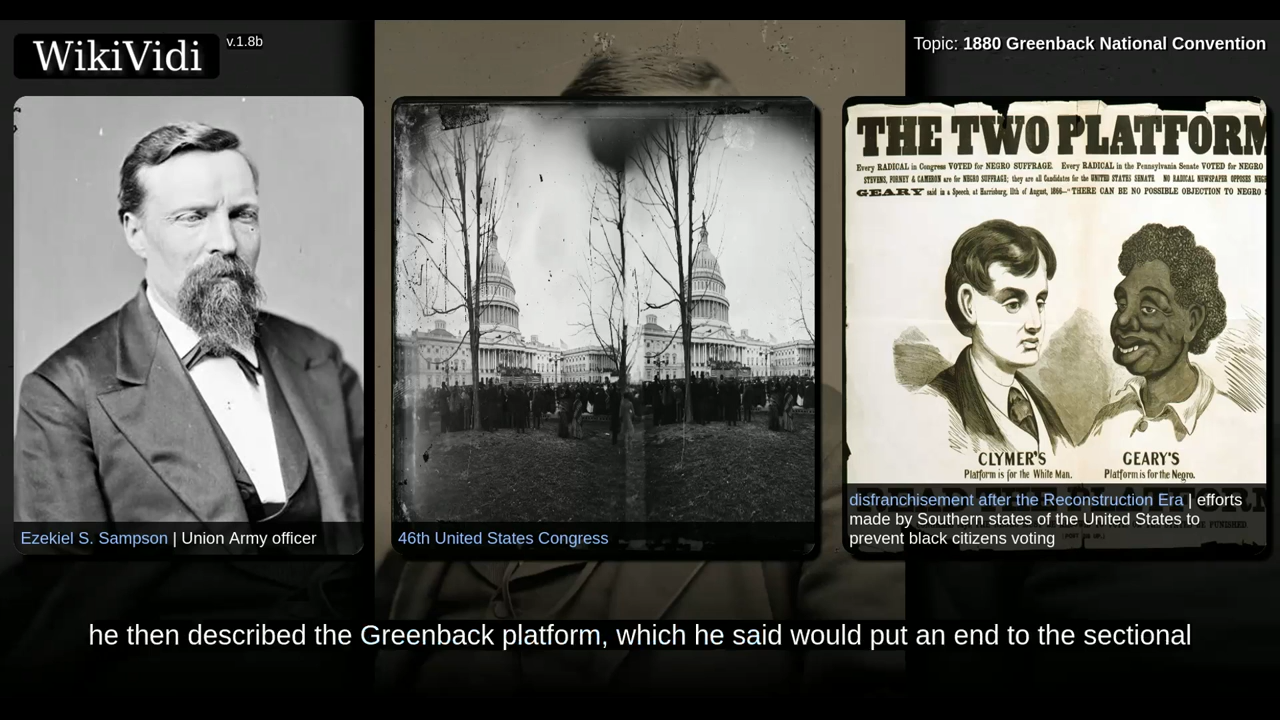 WikiVidi
v.1.8b
Topic: 1880 Greenback National Convention
Ezekiel S. Sampson | Union Army officer
46th United States Congress
THE TWO PLATFORM
Every RADICAL in Congress VOTED for NEGRO SUFFRAGE. Every RADICAL in the Pennsylvania Senate VOTED for NEGRO
STEVENS, FORNEY & CAMERON are for NEGRO SUFFRAGE; they are all Candidates for the UNITED STATES SENATE. NO RADICAL NEWSPAPER OPPOSES NEG
GEARY said in a Speech, at Harrisburg, 11th of August, 1866—"THERE CAN BE NO POSSIBLE OBJECTION TO NEGRO
CLYMER'S
Platform is for the White Man.
GEARY'S
Platform is for the Negro.
READ THE PLATFORM
disfranchisement after the Reconstruction Era | efforts
made by Southern states of the United States to
prevent black citizens voting
he then described the Greenback platform, which he said would put an end to the sectional